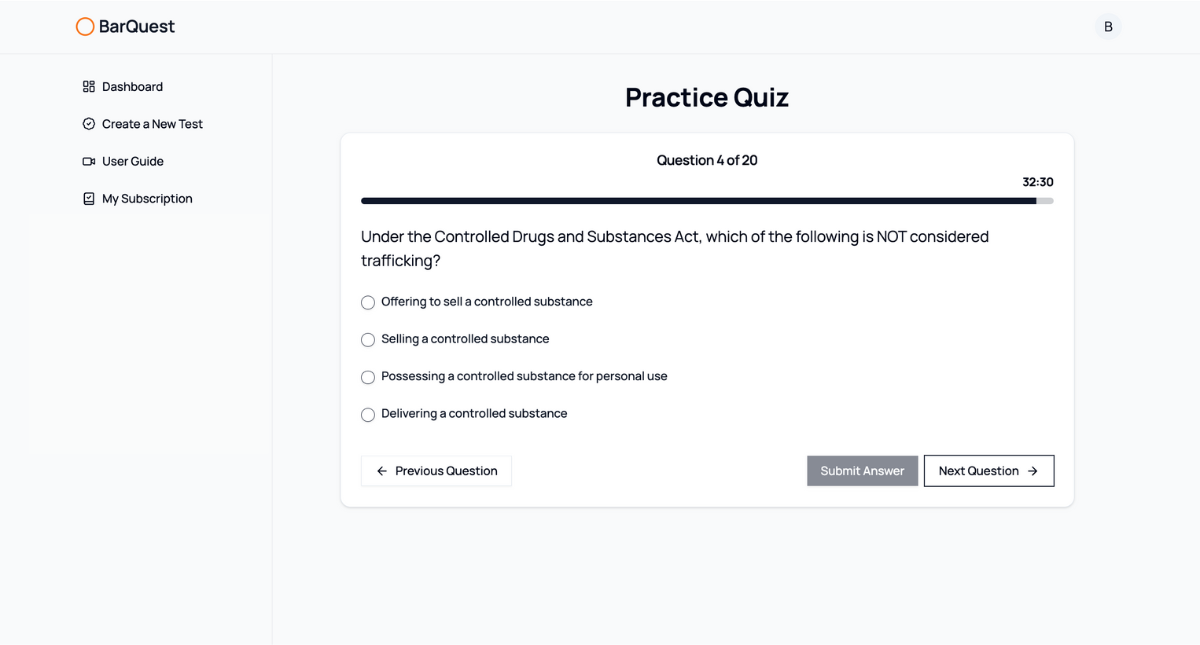 BarQuest
B
Dashboard
Create a New Test
User Guide
My Subscription
Practice Quiz
Question 4 of 20
32:30
Under the Controlled Drugs and Substances Act, which of the following is NOT considered
trafficking?
Offering to sell a controlled substance
Selling a controlled substance
Possessing a controlled substance for personal use
Delivering a controlled substance
← Previous Question
Submit Answer
Next Question →